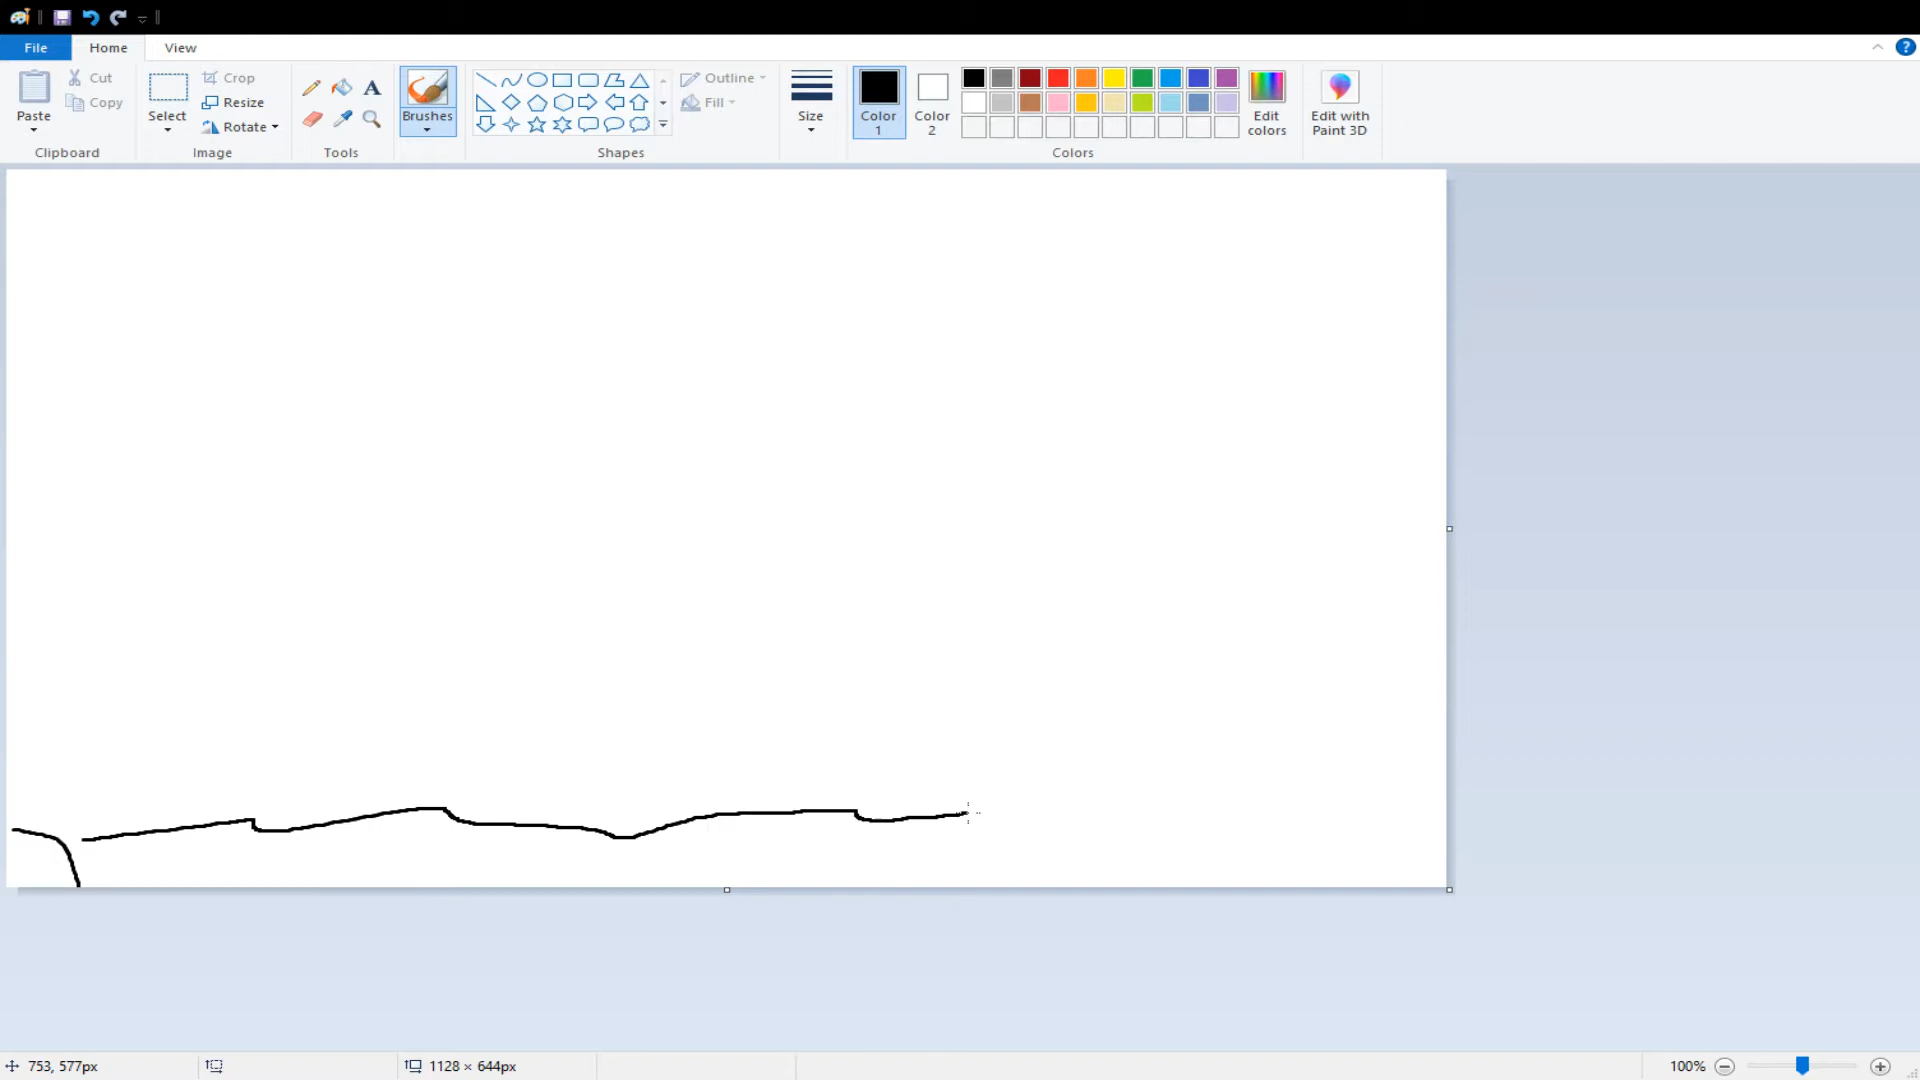 File Home View
Paste
Cut
Copy
Clipboard
Select
Crop
Resize
Rotate
Image
Tools
Brushes
Shapes
Outline
Fill
Size
Color
1
Color
2
Colors
Edit
colors
Edit with
Paint 3D
753, 577px
1128 × 644px
100%